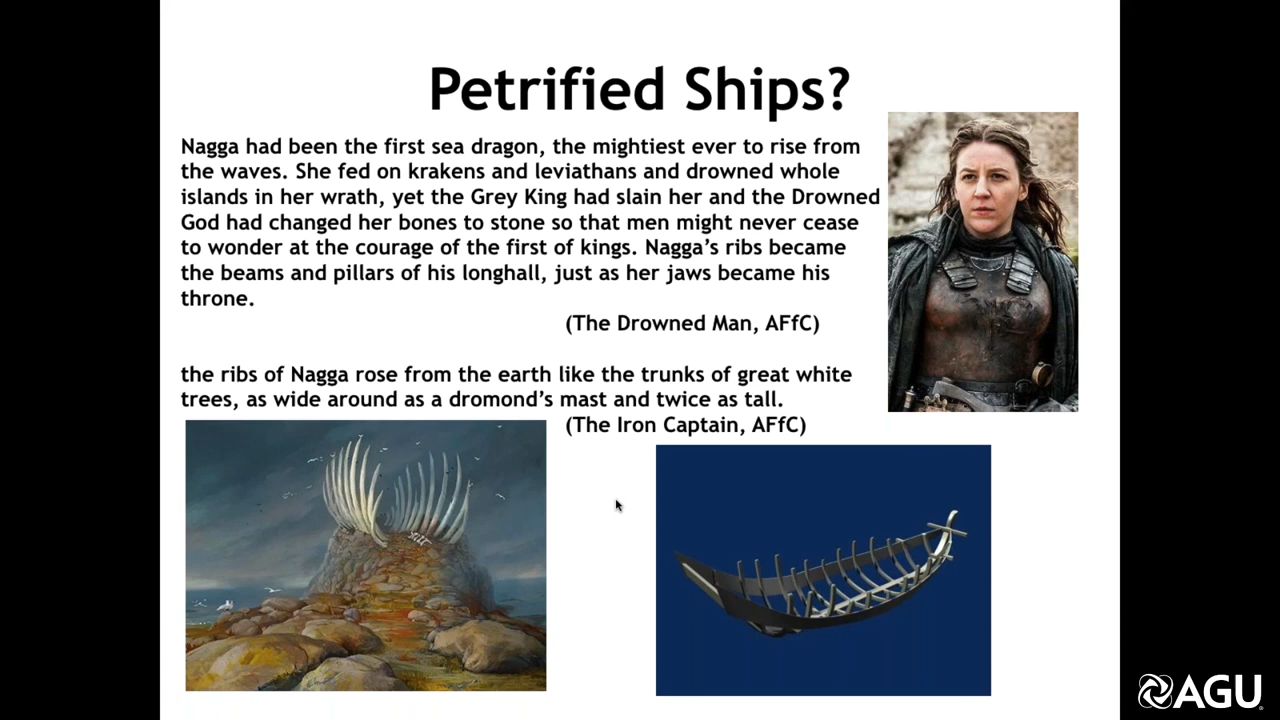 Petrified Ships?
Nagga had been the first sea dragon, the mightiest ever to rise from
the waves. She fed on krakens and leviathans and drowned whole
islands in her wrath, yet the Grey King had slain her and the Drowned
God had changed her bones to stone so that men might never cease
to wonder at the courage of the first of kings. Nagga’s ribs became
the beams and pillars of his longhall, just as her jaws became his
throne.
(The Drowned Man, AFfC)
the ribs of Nagga rose from the earth like the trunks of great white
trees, as wide around as a dromond’s mast and twice as tall.
(The Iron Captain, AFfC)
AGU